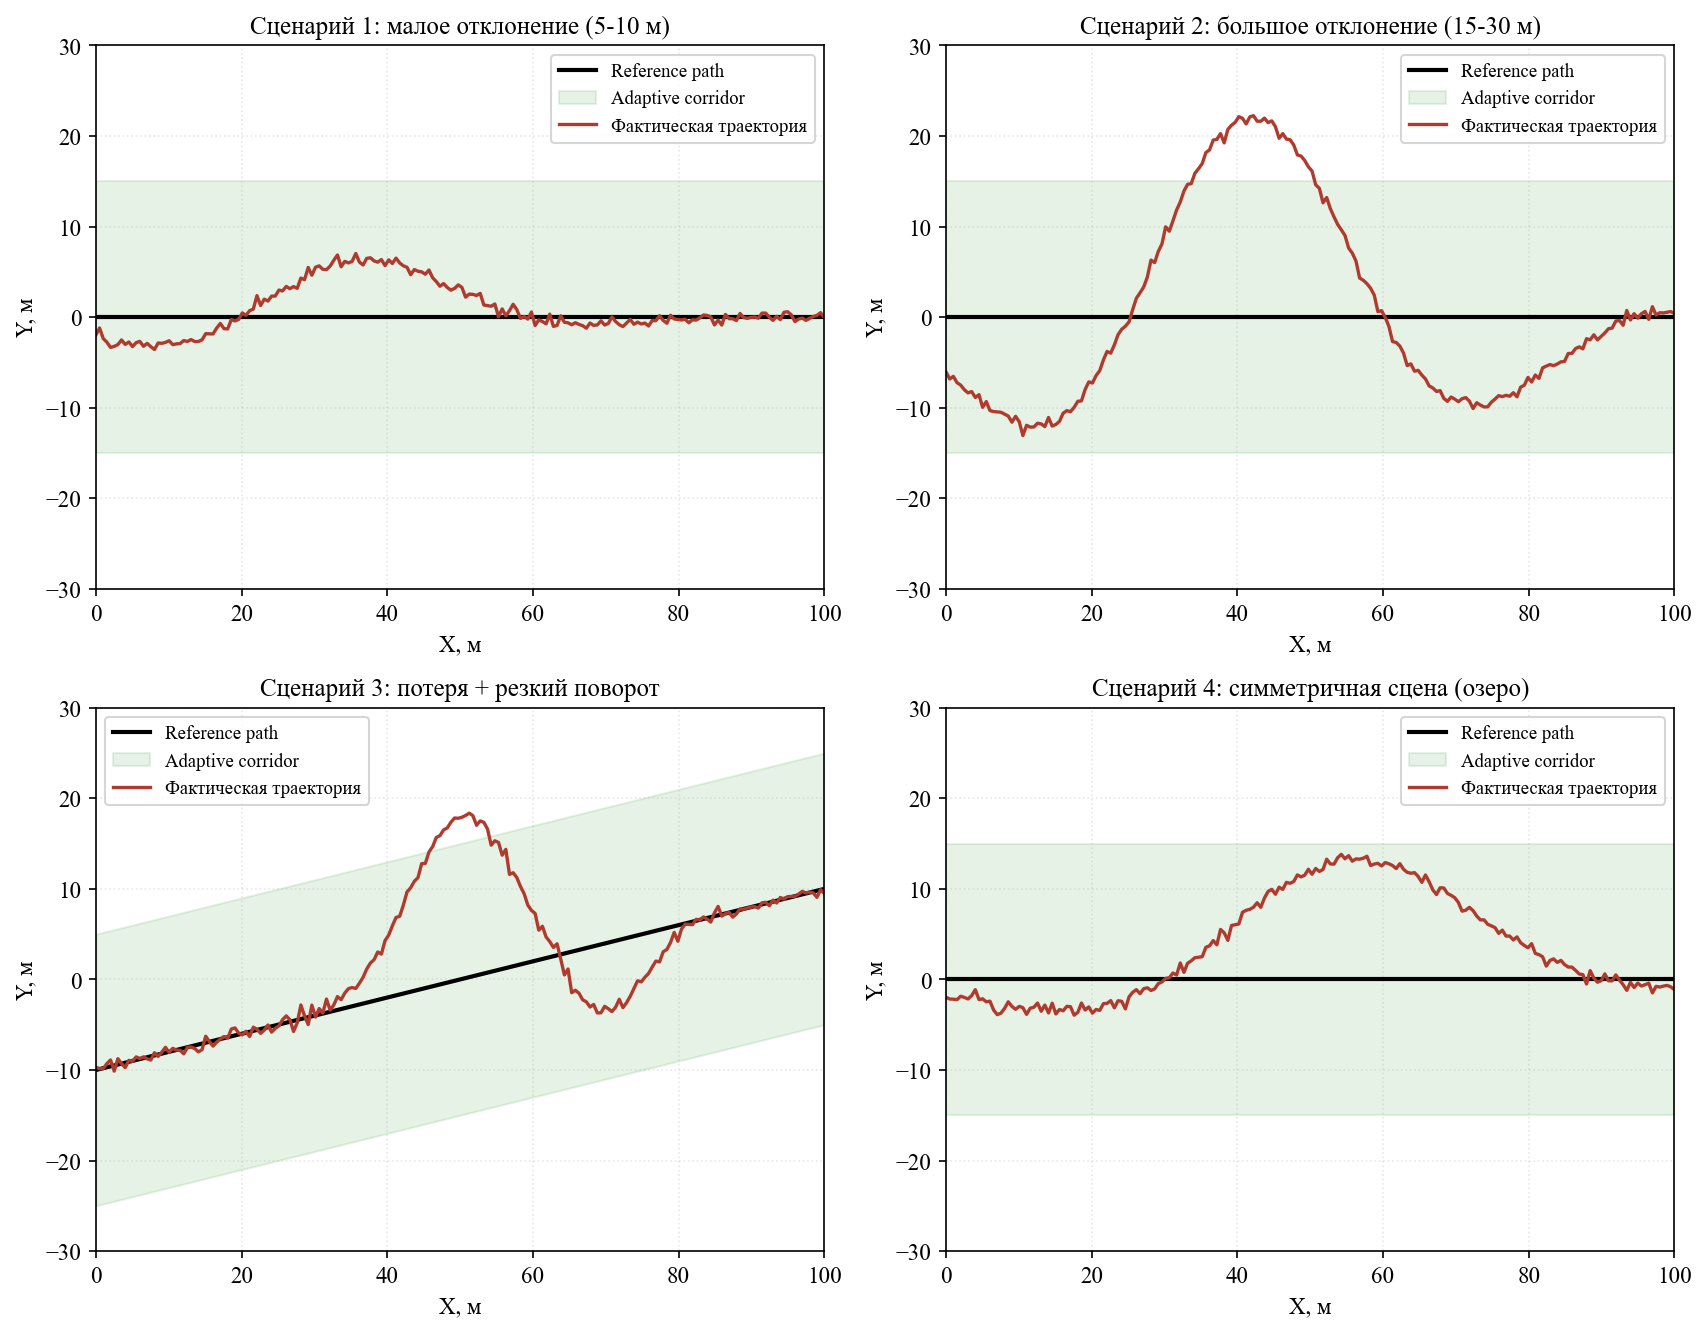 Сценарий 1: малое отклонение (5-10 м)
Reference path
Adaptive corridor
Фактическая траектория
Y, м
30
20
10
0
−10
−20
−30
0 20 40 60 80 100
X, м
Сценарий 2: большое отклонение (15-30 м)
Reference path
Adaptive corridor
Фактическая траектория
Y, м
30
20
10
0
−10
−20
−30
0 20 40 60 80 100
X, м
Сценарий 3: потеря + резкий поворот
Reference path
Adaptive corridor
Фактическая траектория
Y, м
30
20
10
0
−10
−20
−30
0 20 40 60 80 100
X, м
Сценарий 4: симметричная сцена (озеро)
Reference path
Adaptive corridor
Фактическая траектория
Y, м
30
20
10
0
−10
−20
−30
0 20 40 60 80 100
X, м